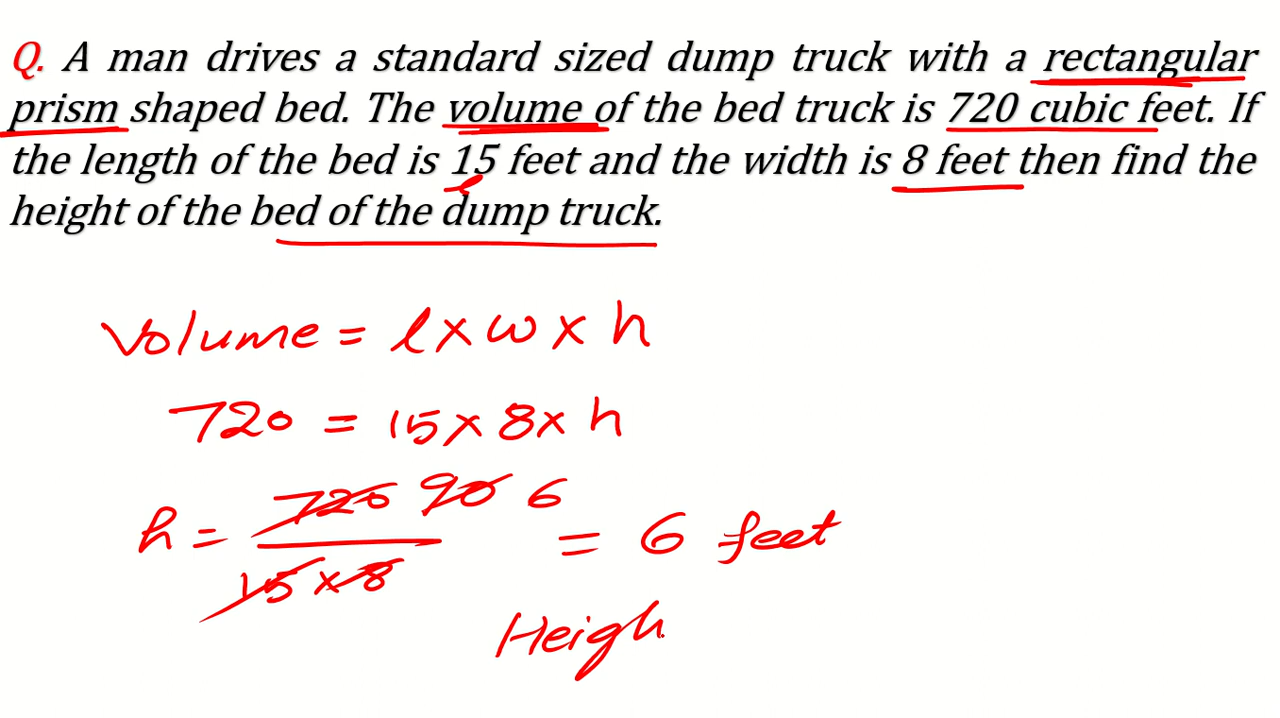 Q. A man drives a standard sized dump truck with a rectangular
prism shaped bed. The volume of the bed truck is 720 cubic feet. If
the length of the bed is 15 feet and the width is 8 feet then find the
height of the bed of the dump truck.
Volume = l × w × h
720 = 15 × 8 × h
720 90 6
h = = 6 feet
15 × 8
Heigh